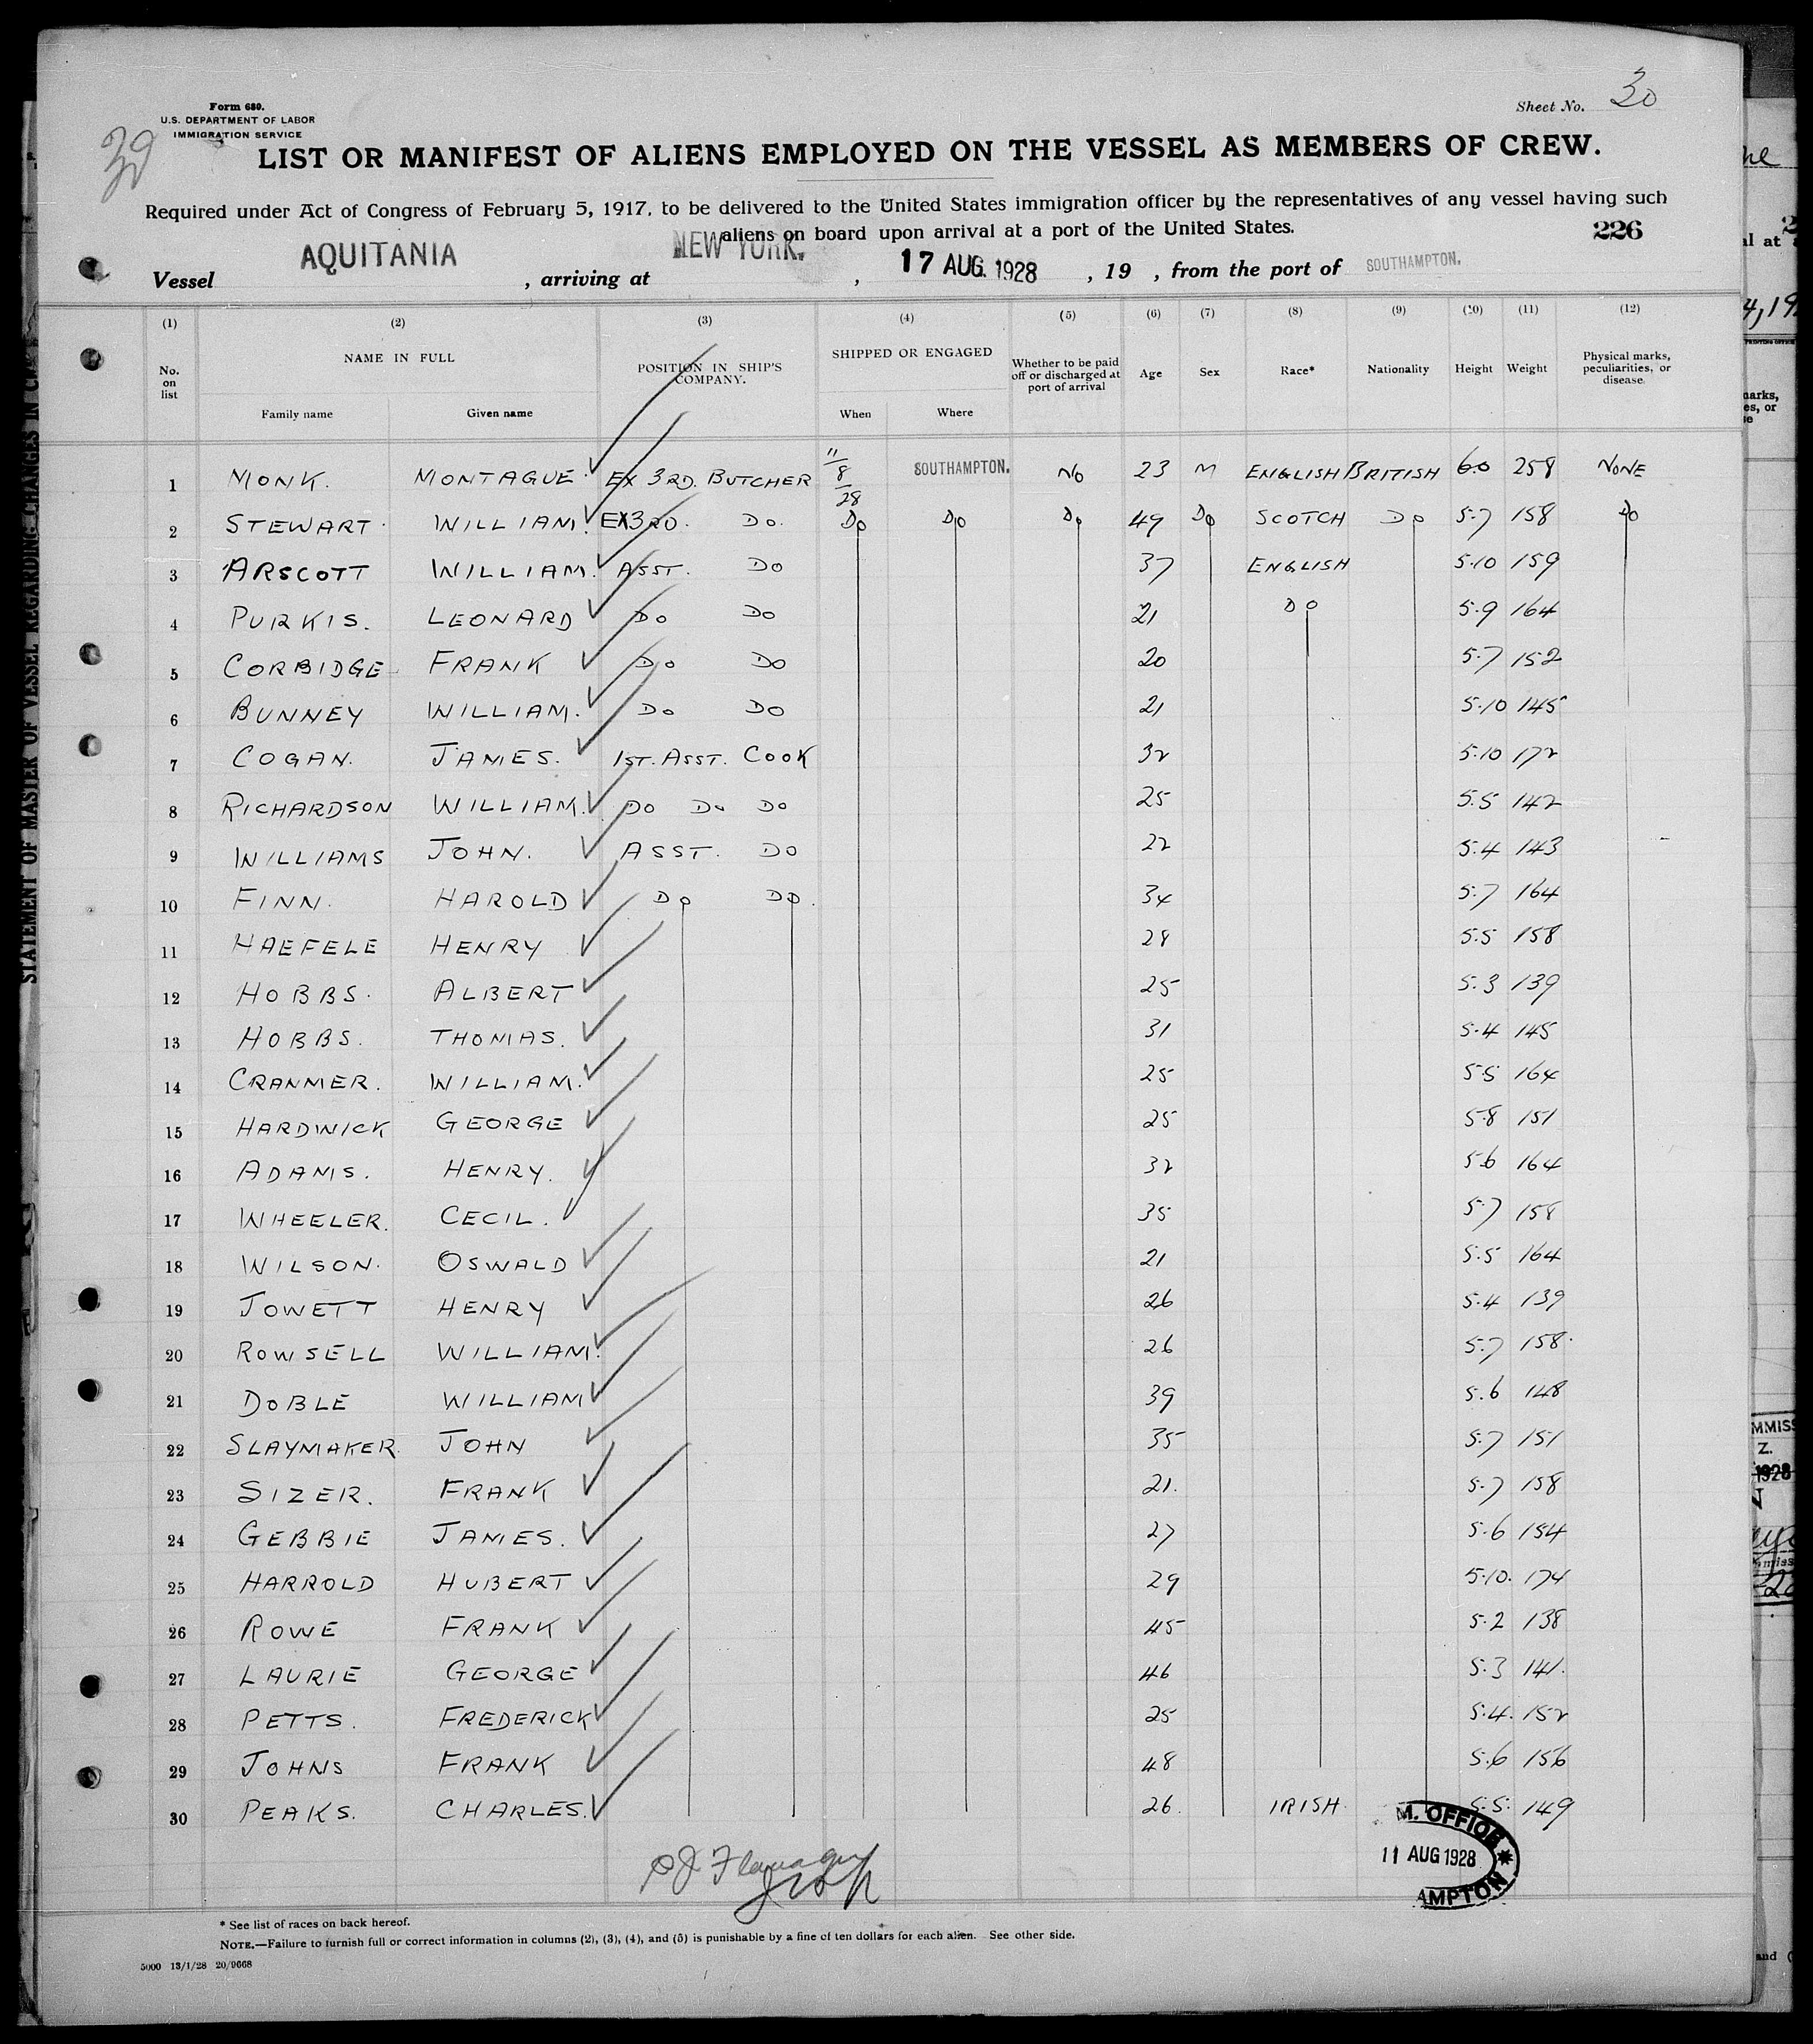 Form 680.
U.S. DEPARTMENT OF LABOR
IMMIGRATION SERVICE
Sheet No. 30
39
LIST OR MANIFEST OF ALIENS EMPLOYED ON THE VESSEL AS MEMBERS OF CREW.
Required under Act of Congress of February 5, 1917, to be delivered to the United States immigration officer by the representatives of any vessel having such
aliens on board upon arrival at a port of the United States.
226
Vessel AQUITANIA, arriving at NEW YORK., 17 AUG. 1928, 19 , from the port of SOUTHAMPTON.
(1) (2) (3) (4) (5) (6) (7) (8) (9) (10) (11) (12)
No. on list NAME IN FULL POSITION IN SHIP'S COMPANY. SHIPPED OR ENGAGED Whether to be paid off or discharged at port of arrival Age Sex Race* Nationality Height Weight Physical marks, peculiarities, or disease.
Family name Given name When Where
1 MONK. MONTAGUE. EX 3RD. BUTCHER 11/8/28 SOUTHAMPTON. NO 23 M ENGLISH BRITISH 6.0 258 NONE
2 STEWART. WILLIAM. EX 3RD. DO. DO DO DO 49 DO SCOTCH DO 5.7 158 DO
3 ARSCOTT WILLIAM. ASST. DO 37 ENGLISH 5.10 159
4 PURKIS. LEONARD DO DO 21 DO 5.9 164
5 CORBIDGE FRANK DO DO 20 5.7 152
6 BUNNEY WILLIAM. DO DO 21 5.10 145
7 COGAN. JAMES. 1ST. ASST. COOK 32 5.10 172
8 RICHARDSON WILLIAM. DO DO DO 25 5.5 142
9 WILLIAMS JOHN. ASST. DO 22 5.4 143
10 FINN. HAROLD DO DO. 34 5.7 164
11 HAEFELE HENRY 28 5.5 158
12 HOBBS. ALBERT 25 5.3 139
13 HOBBS. THOMAS. 31 5.4 145
14 CRANMER. WILLIAM. 25 5.5 164
15 HARDWICK GEORGE 25 5.8 151
16 ADAMS. HENRY. 32 5.6 164
17 WHEELER. CECIL. 35 5.7 158
18 WILSON. OSWALD 21 5.5 164
19 JOWETT HENRY 26 5.4 139
20 ROWSELL WILLIAM. 26 5.7 158.
21 DOBLE WILLIAM 39 5.6 148
22 SLAYMAKER. JOHN 35 5.7 151
23 SIZER. FRANK 21. 5.7 158
24 GEBBIE JAMES. 27 5.6 154
25 HARROLD HUBERT 29 5.10. 174
26 ROWE FRANK 45 5.2 138
27 LAURIE GEORGE 46 5.3 141.
28 PETTS. FREDERICK 25 5.4. 152
29 JOHNS FRANK 48 5.6 156
30 PEAKS. CHARLES. 26. IRISH. 5.5. 149
M. OFFICE
11 AUG 1928
AMPTON
* See list of races on back hereof.
NOTE.—Failure to furnish full or correct information in columns (2), (3), (4), and (5) is punishable by a fine of ten dollars for each alien. See other side.
5000 13/1/28 20/9668
STATEMENT OF MASTER OF VESSEL REGARDING CHANGES IN